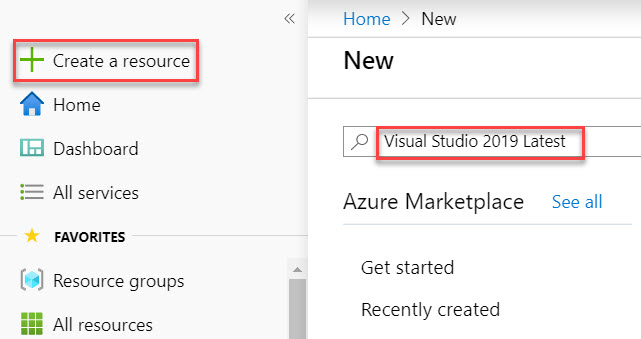 «
Create a resource
Home
Dashboard
All services
FAVORITES
Resource groups
All resources
Home > New
New
Visual Studio 2019 Latest
Azure Marketplace See all
Get started
Recently created